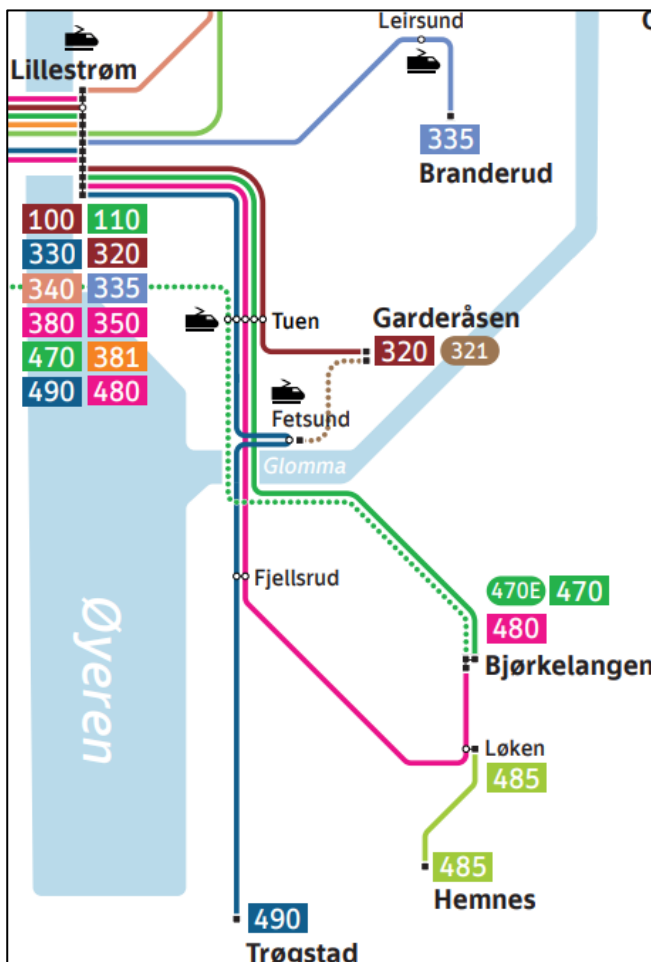 Leirsund
Lillestrøm
335
Branderud
100 110
330 320
340 335
380 350
470 381
490 480
Tuen
Garderåsen
320 321
Fetsund
Glomma
Fjellsrud
Øyeren
470E 470
480
Bjørkelangen
Løken
485
485
Hemnes
490
Trøgstad